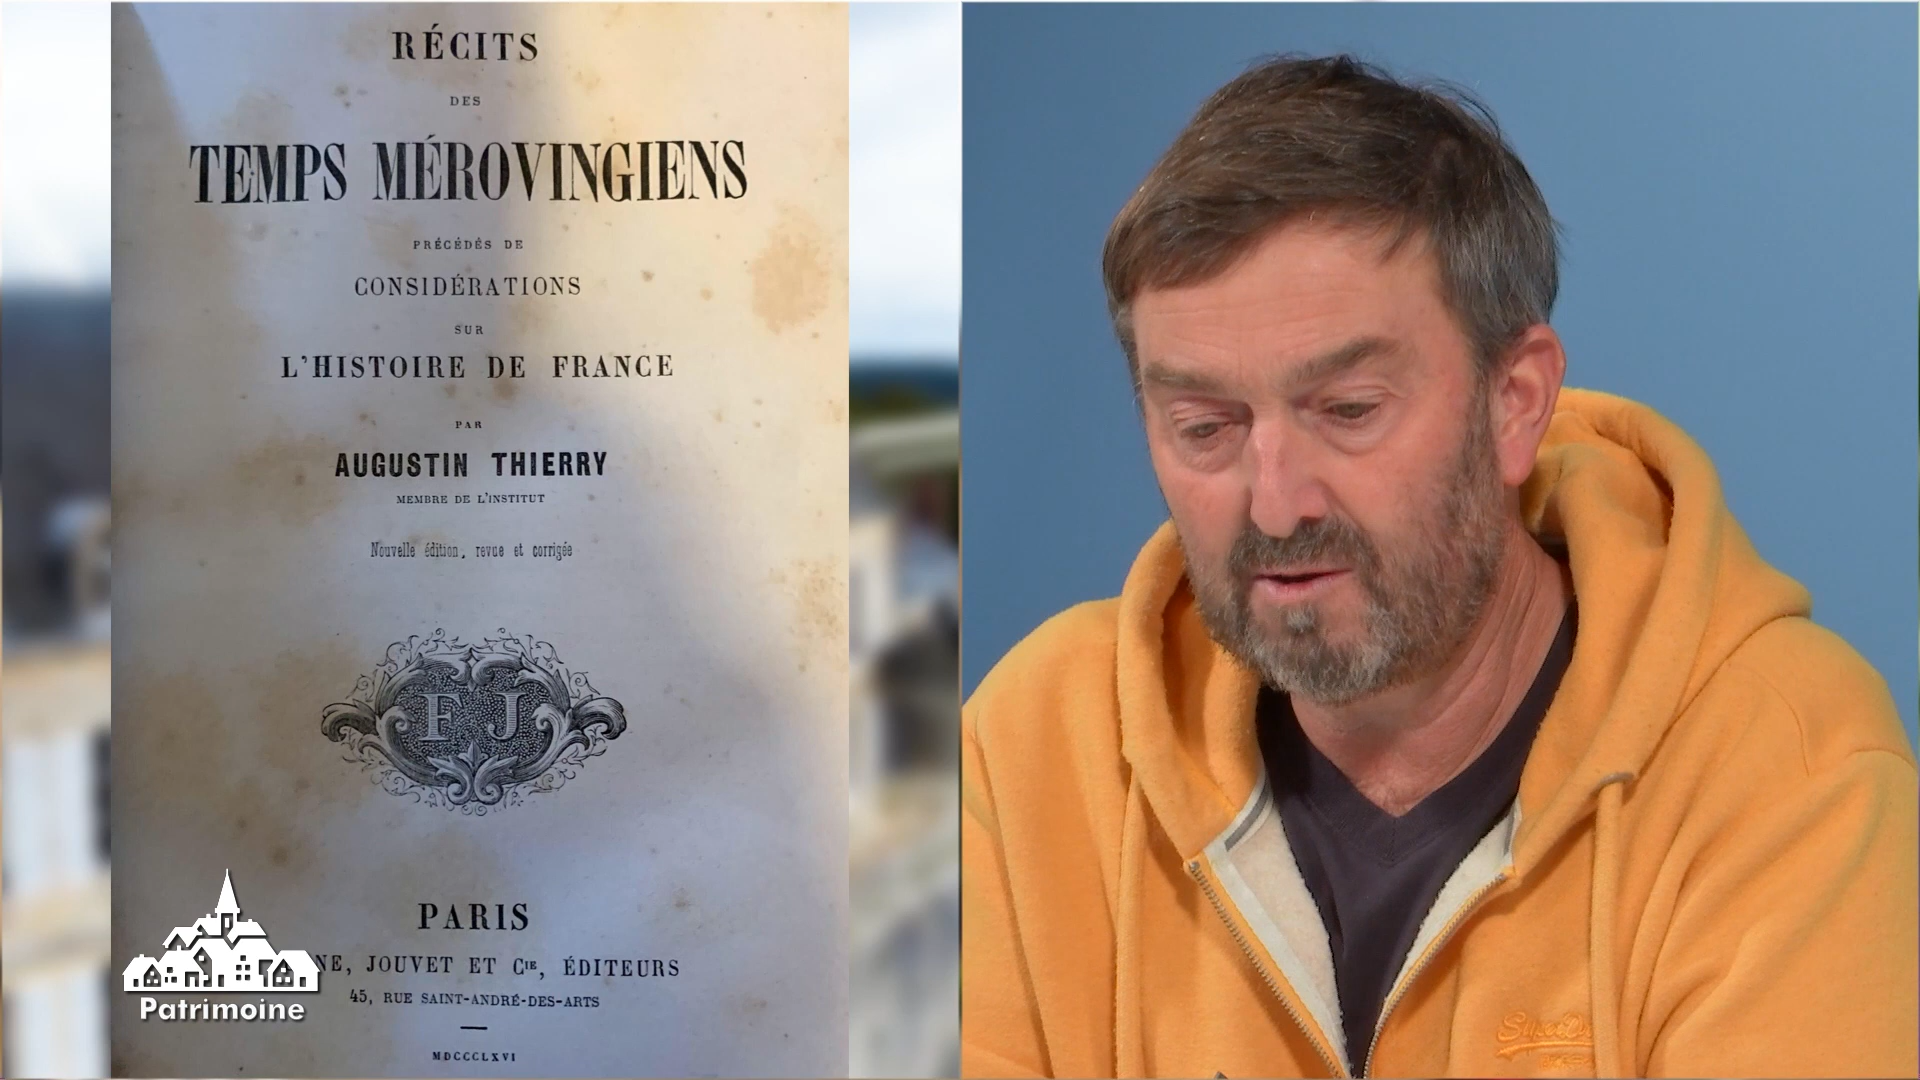 RÉCITS
DES
TEMPS MÉROVINGIENS
PRÉCÉDÉS DE
CONSIDÉRATIONS
SUR
L'HISTOIRE DE FRANCE
PAR
AUGUSTIN THIERRY
MEMBRE DE L'INSTITUT
Nouvelle édition, revue et corrigée
FJ
PARIS
NE, JOUVET ET Cie, ÉDITEURS
45, RUE SAINT-ANDRÉ-DES-ARTS
MDCCCLXVI
Patrimoine